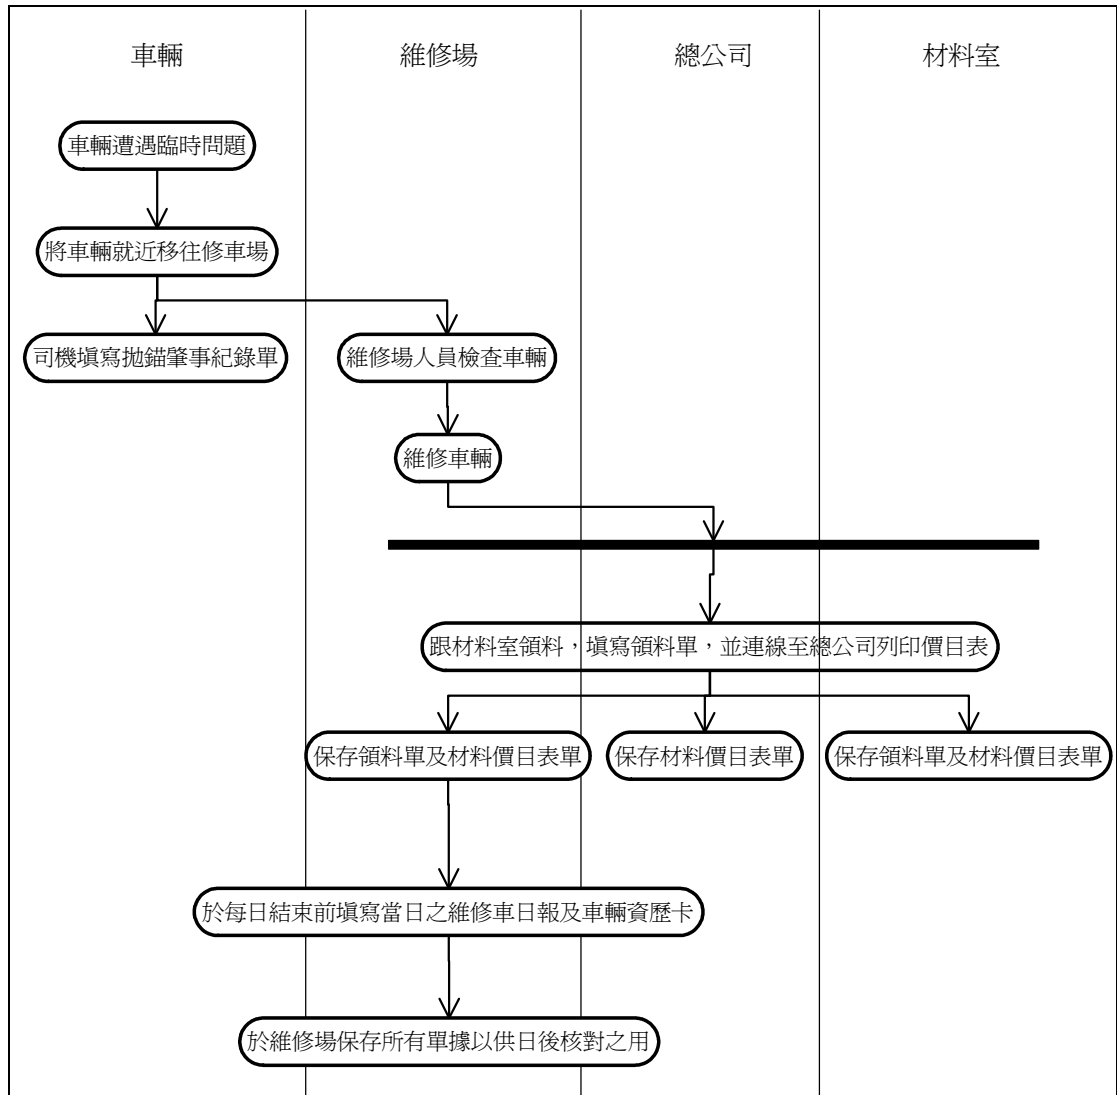 車輛
維修場
總公司
材料室
車輛遭遇臨時問題
將車輛就近移往修車場
司機填寫拋錨肇事紀錄單
維修場人員檢查車輛
維修車輛
跟材料室領料，填寫領料單，並連線至總公司列印價目表
保存領料單及材料價目表單
保存材料價目表單
保存領料單及材料價目表單
於每日結束前填寫當日之維修車日報及車輛資歷卡
於維修場保存所有單據以供日後核對之用